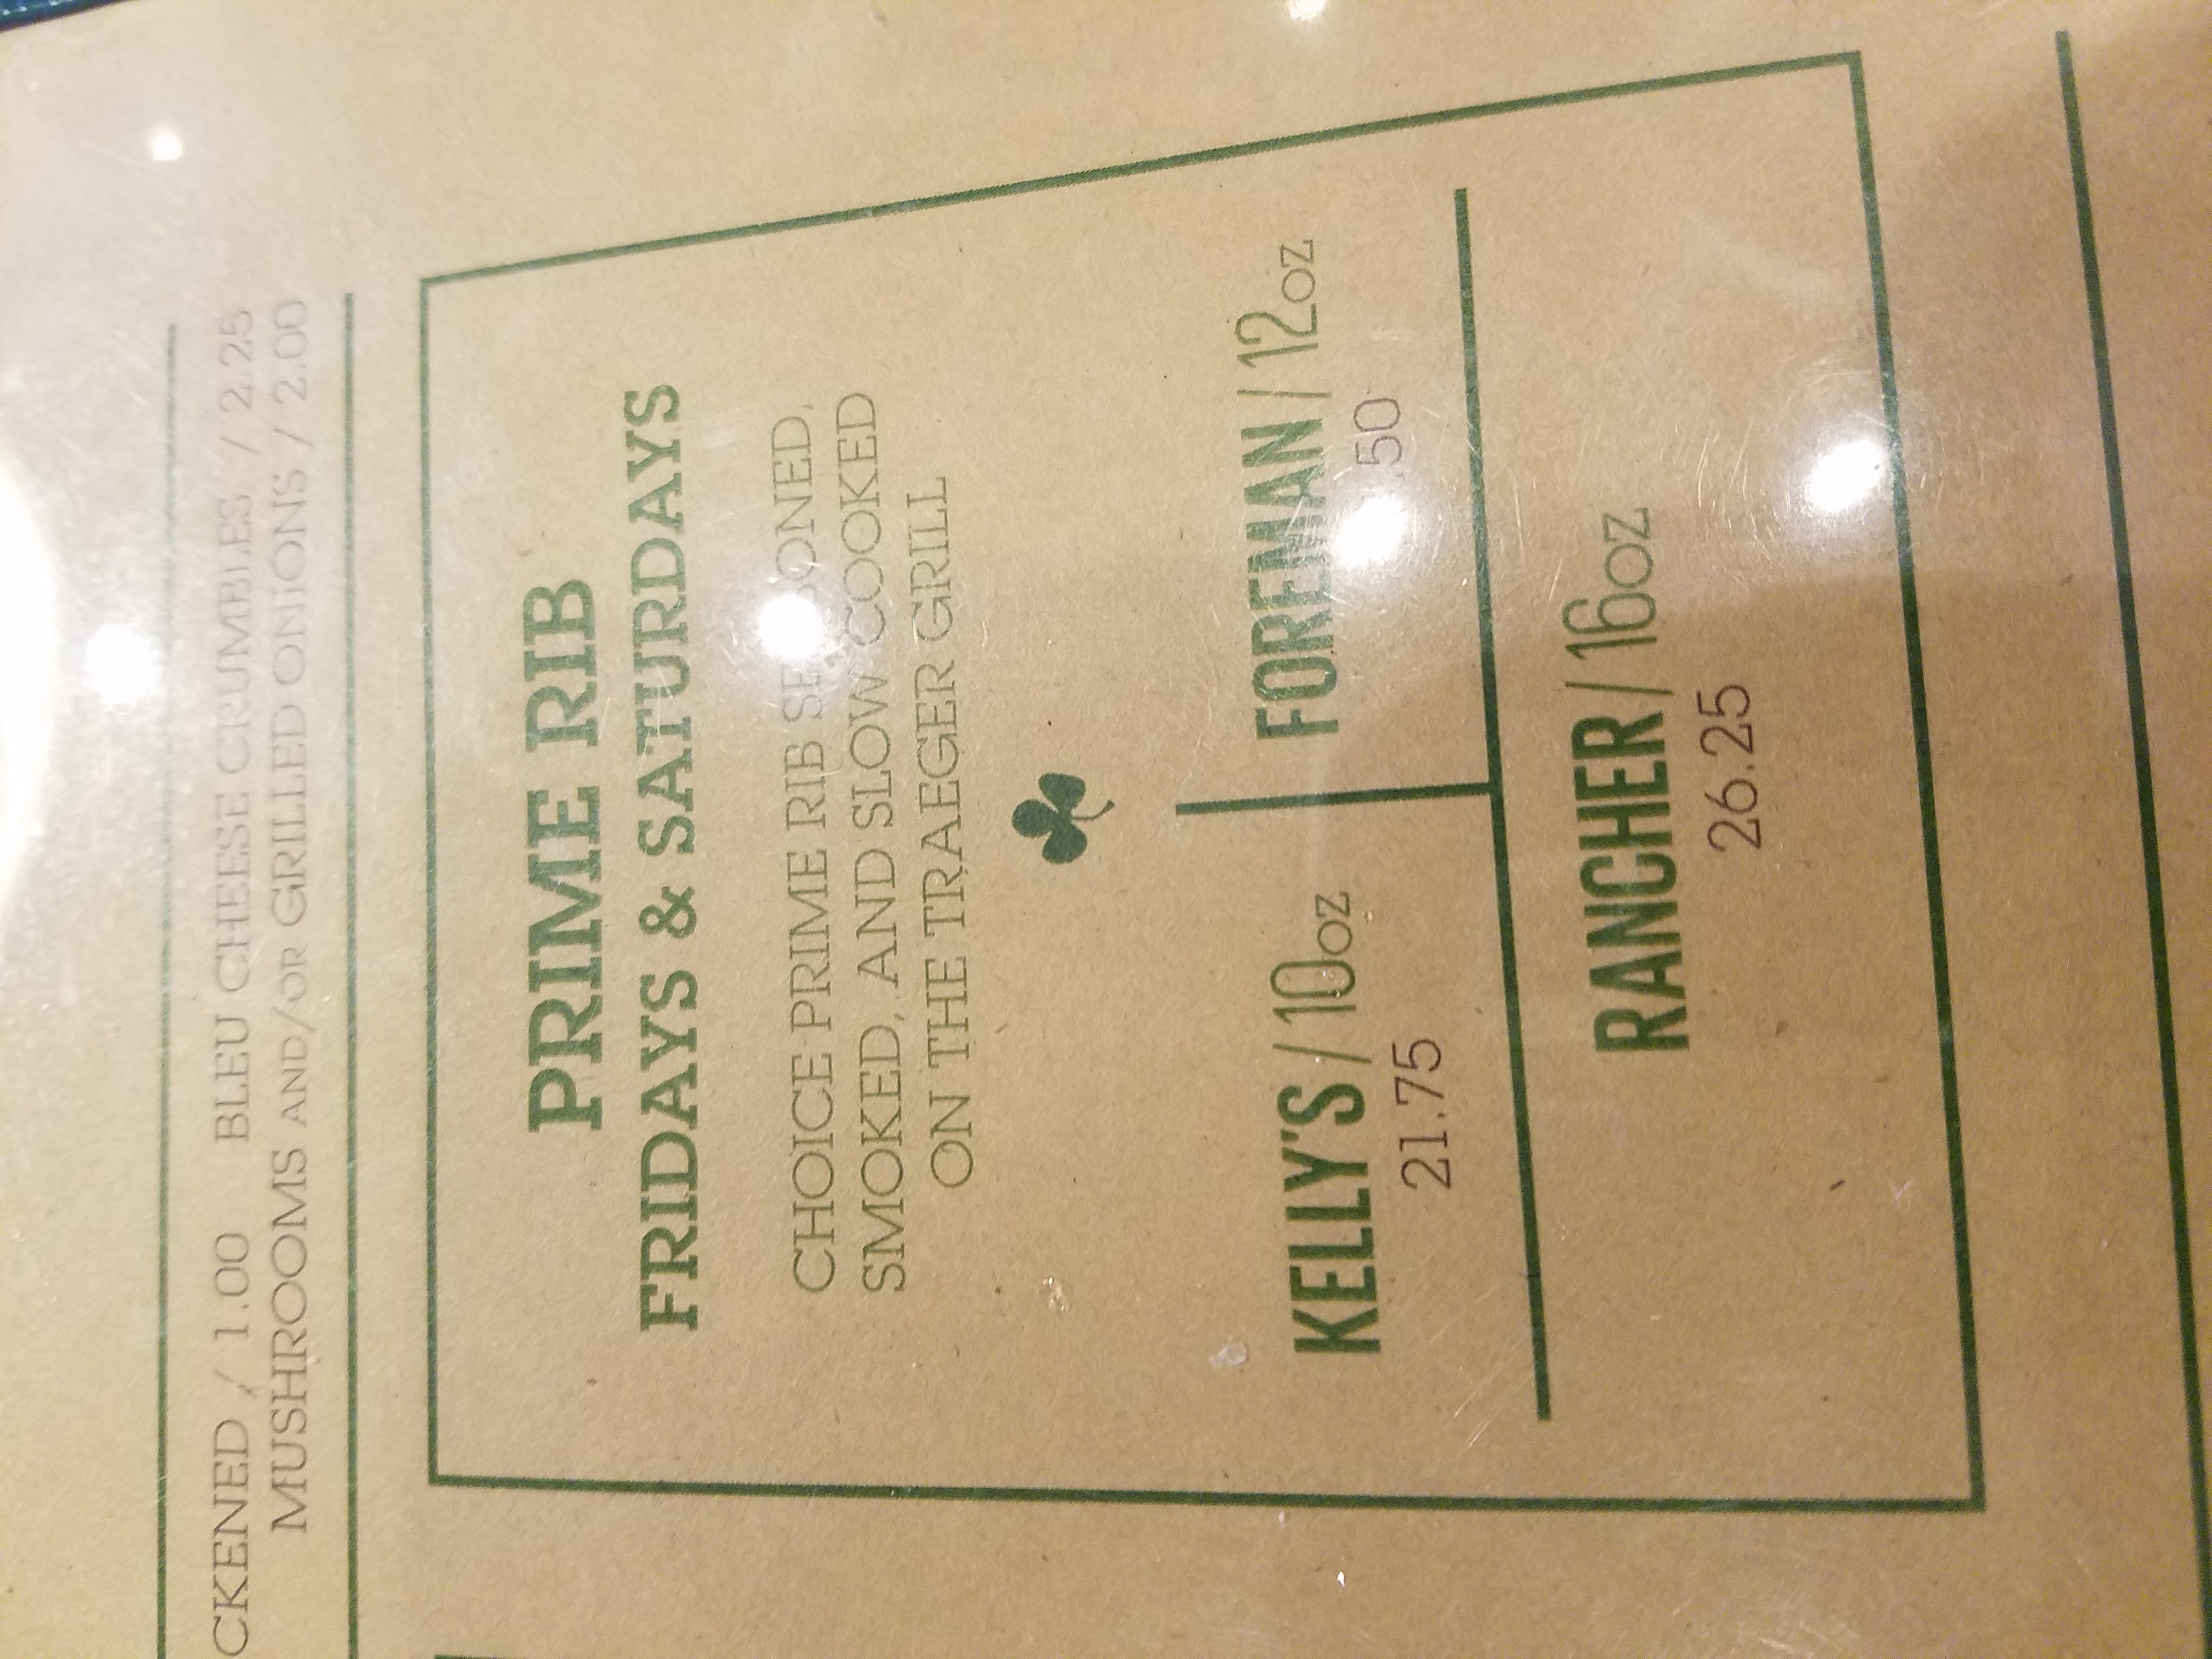 CKENED / 1.00 BLEU CHEESE CRUMBLES / 2.25
MUSHROOMS AND/OR GRILLED ONIONS / 2.00
PRIME RIB
FRIDAYS & SATURDAYS
CHOICE PRIME RIB SEASONED,
SMOKED, AND SLOW COOKED
ON THE TRAEGER GRILL
KELLY'S / 10oz
21.75
FOREMAN / 12oz
.50
RANCHER / 16oz
26.25